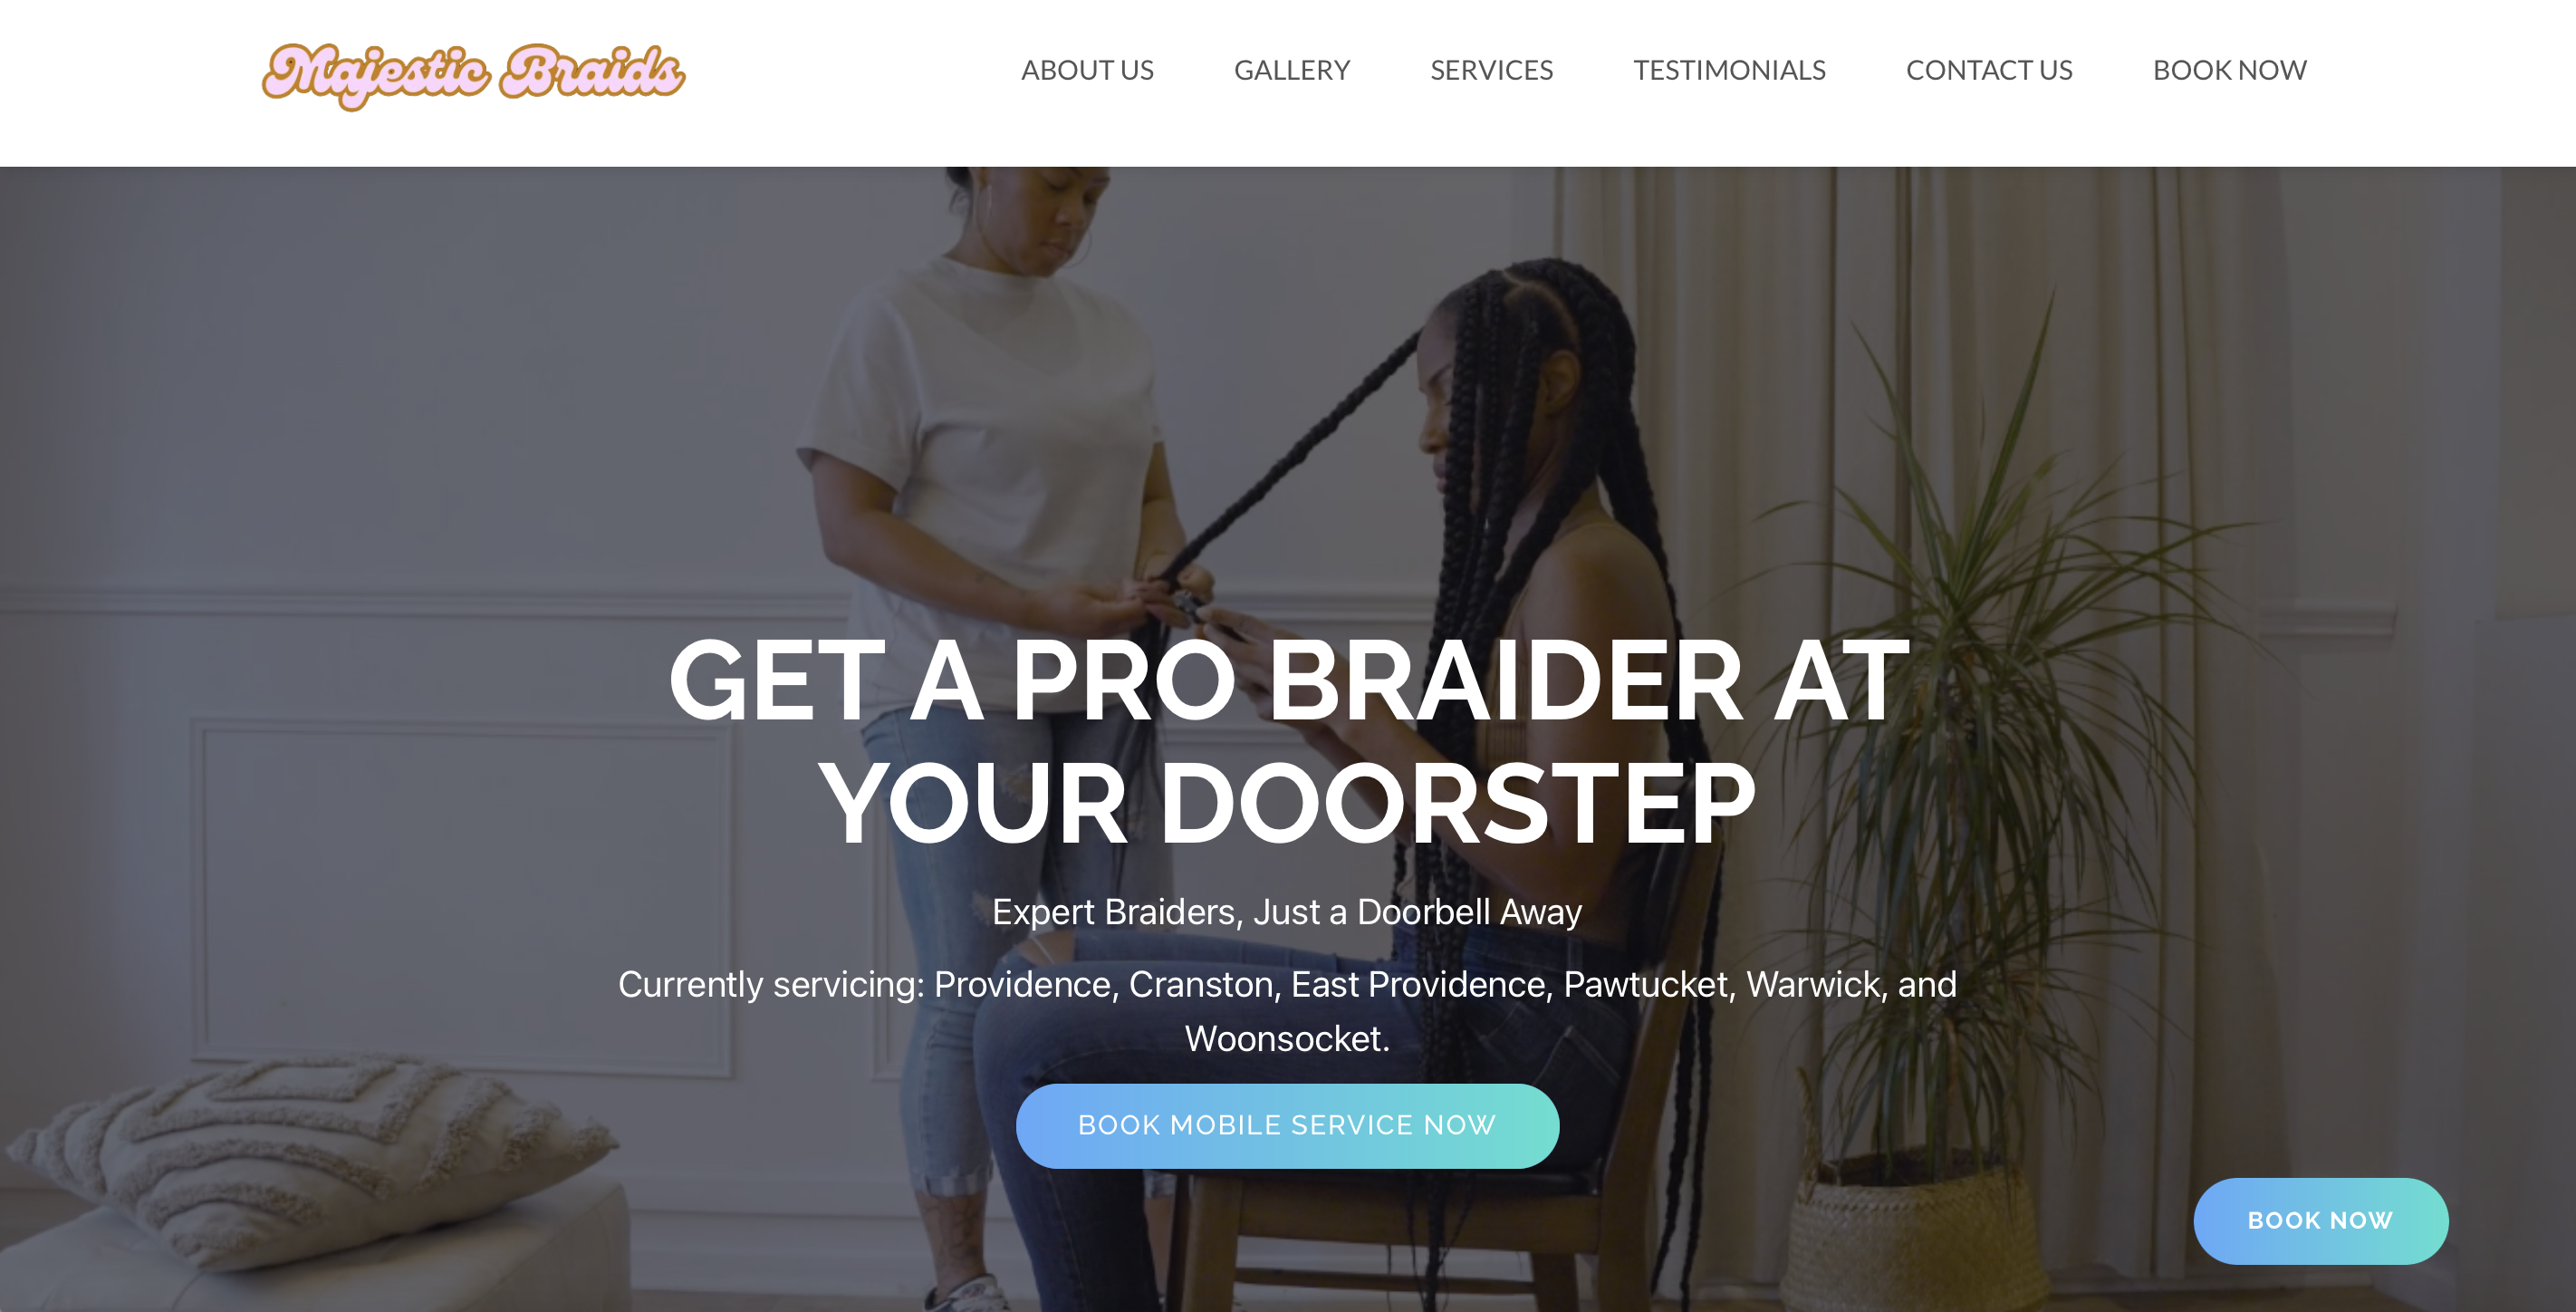 Majestic Braids
ABOUT US
GALLERY
SERVICES
TESTIMONIALS
CONTACT US
BOOK NOW
GET A PRO BRAIDER AT
YOUR DOORSTEP
Expert Braiders, Just a Doorbell Away
Currently servicing: Providence, Cranston, East Providence, Pawtucket, Warwick, and
Woonsocket.
BOOK MOBILE SERVICE NOW
BOOK NOW